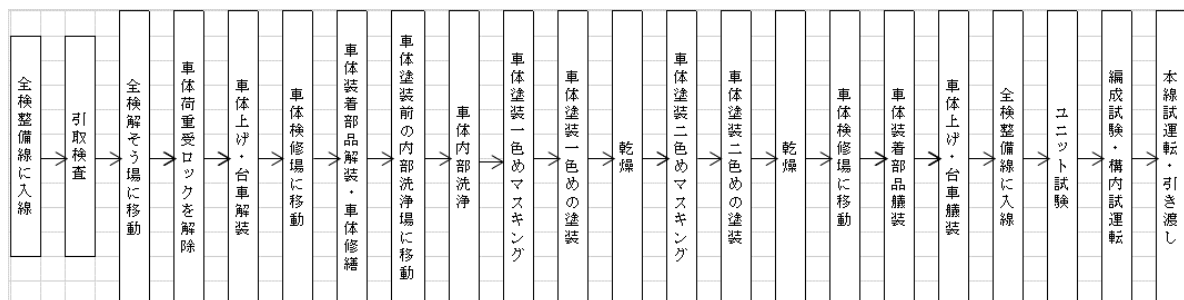 全検整備線に入線
引取検査
全検解そう場に移動
車体荷重受ロックを解除
車体上げ・台車解装
車体検修場に移動
車体装着部品解装・車体修繕
車体塗装前の内部洗浄場に移動
車体内部洗浄
車体塗装一色めマスキング
車体塗装一色めの塗装
乾燥
車体塗装二色めマスキング
車体塗装二色めの塗装
乾燥
車体検修場に移動
車体装着部品艤装
車体上げ・台車艤装
全検整備線に入線
ユニット試験
編成試験・構内試運転
本線試運転・引き渡し